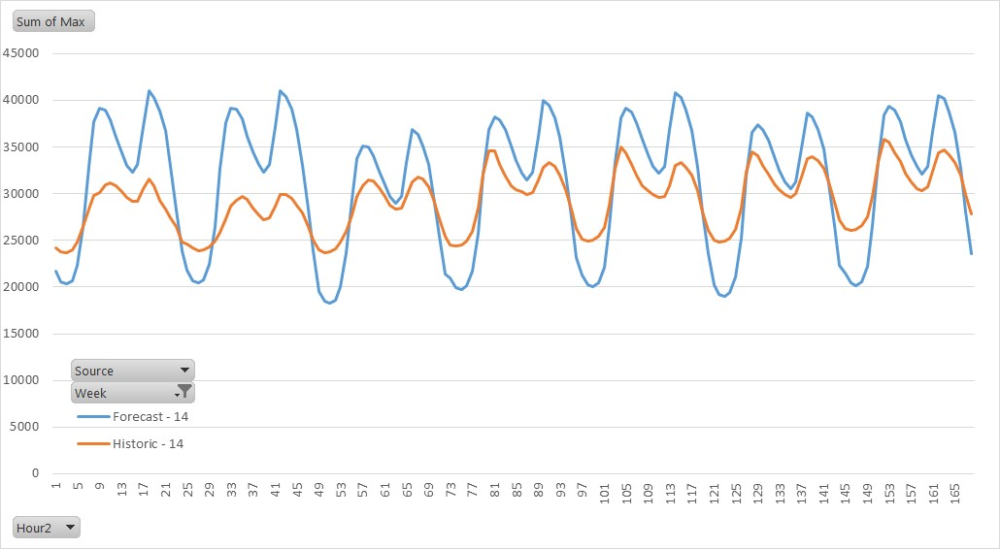 Sum of Max
45000
40000
35000
30000
25000
20000
15000
10000
5000
0
Source
Week
Forecast - 14
Historic - 14
1 5 9 13 17 21 25 29 33 37 41 45 49 53 57 61 65 69 73 77 81 85 89 93 97 101 105 109 113 117 121 125 129 133 137 141 145 149 153 157 161 165
Hour2